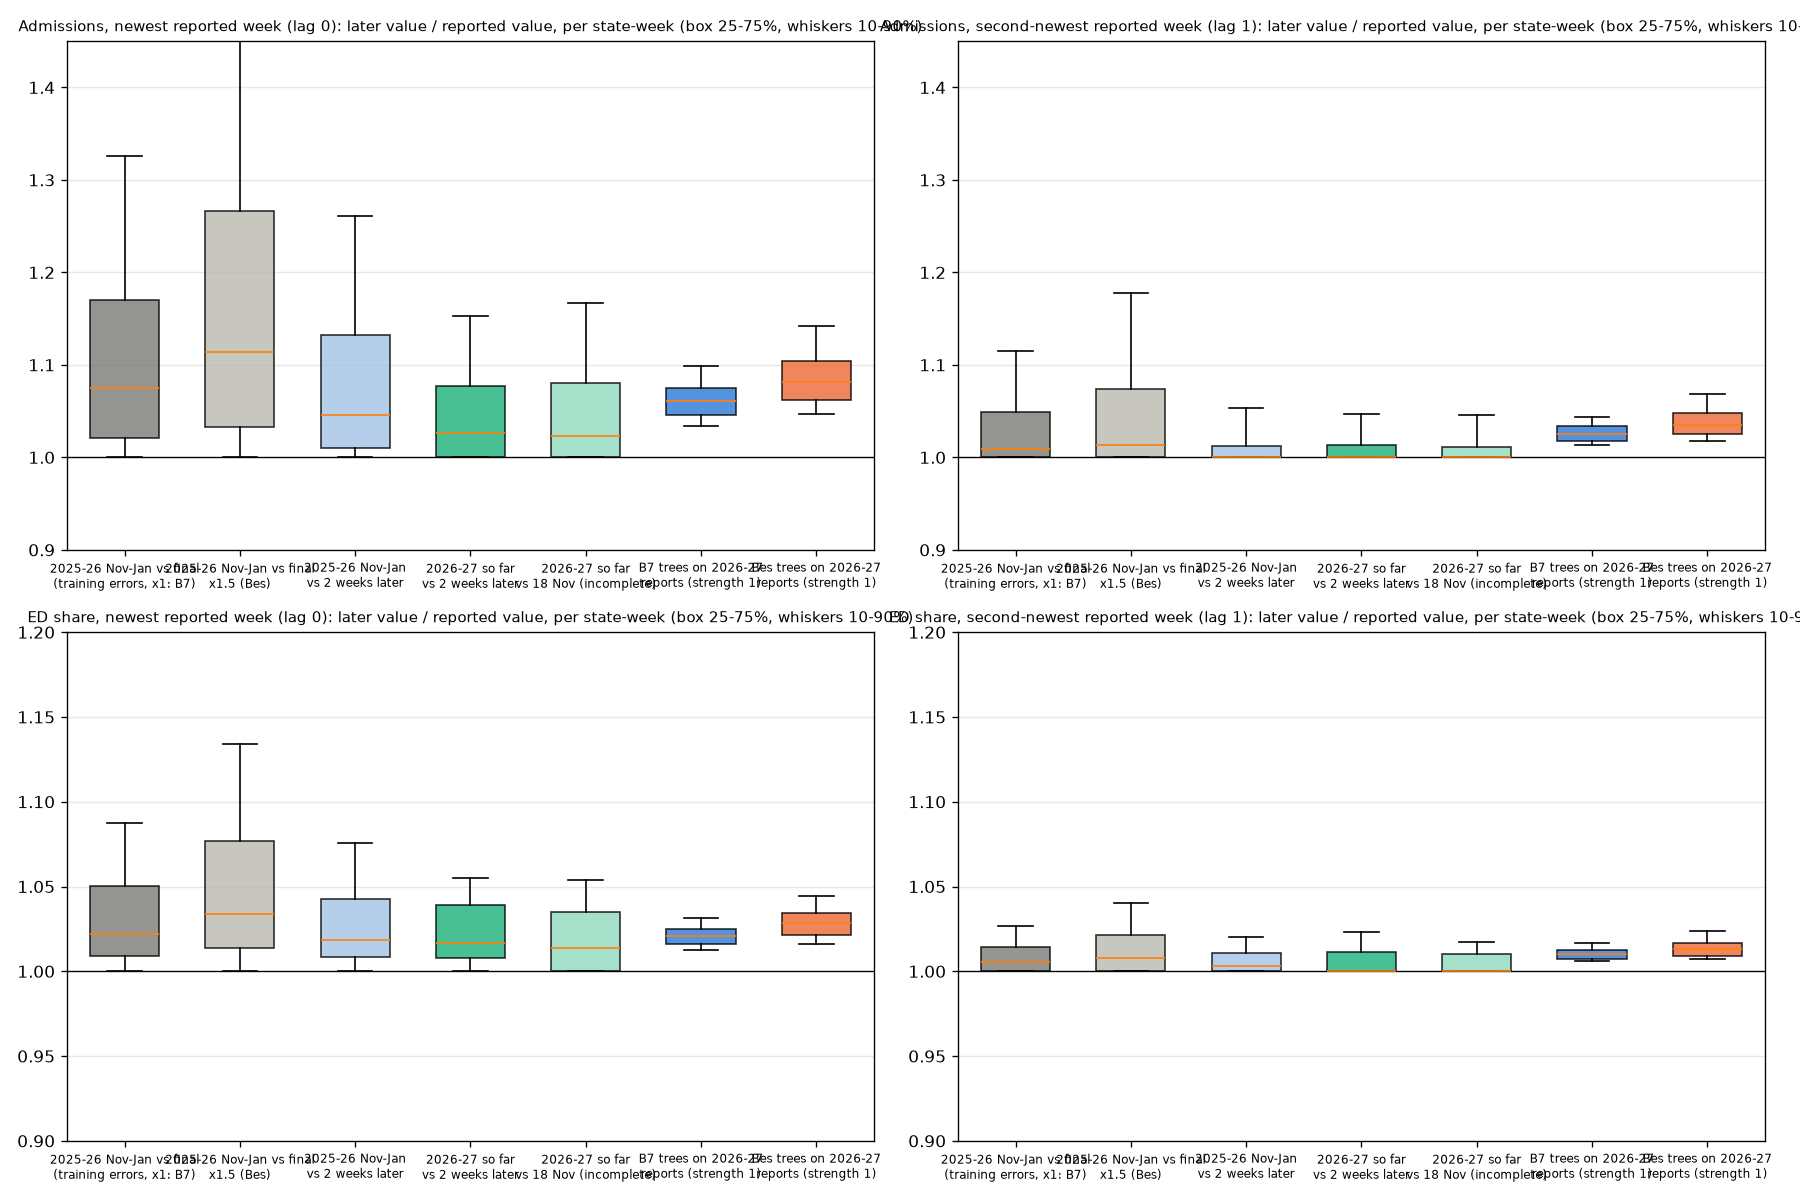 Admissions, newest reported week (lag 0): later value / reported value, per state-week (box 25-75%, whiskers 10-90%)
Admissions, second-newest reported week (lag 1): later value / reported value, per state-week (box 25-75%, whiskers 10-
1.4
1.3
1.2
1.1
1.0
0.9
2025-26 Nov-Jan vs final
(training errors, x1: B7)
2025-26 Nov-Jan vs final
x1.5 (Bes)
2025-26 Nov-Jan
vs 2 weeks later
2026-27 so far
vs 2 weeks later
2026-27 so far
vs 18 Nov (incomplete)
B7 trees on 2026-27
reports (strength 1)
Bes trees on 2026-27
reports (strength 1)
1.4
1.3
1.2
1.1
1.0
0.9
2025-26 Nov-Jan vs final
(training errors, x1: B7)
2025-26 Nov-Jan vs final
x1.5 (Bes)
2025-26 Nov-Jan
vs 2 weeks later
2026-27 so far
vs 2 weeks later
2026-27 so far
vs 18 Nov (incomplete)
B7 trees on 2026-27
reports (strength 1)
Bes trees on 2026-27
reports (strength 1)
ED share, newest reported week (lag 0): later value / reported value, per state-week (box 25-75%, whiskers 10-90%)
ED share, second-newest reported week (lag 1): later value / reported value, per state-week (box 25-75%, whiskers 10-9
1.20
1.15
1.10
1.05
1.00
0.95
0.90
2025-26 Nov-Jan vs final
(training errors, x1: B7)
2025-26 Nov-Jan vs final
x1.5 (Bes)
2025-26 Nov-Jan
vs 2 weeks later
2026-27 so far
vs 2 weeks later
2026-27 so far
vs 18 Nov (incomplete)
B7 trees on 2026-27
reports (strength 1)
Bes trees on 2026-27
reports (strength 1)
1.20
1.15
1.10
1.05
1.00
0.95
0.90
2025-26 Nov-Jan vs final
(training errors, x1: B7)
2025-26 Nov-Jan vs final
x1.5 (Bes)
2025-26 Nov-Jan
vs 2 weeks later
2026-27 so far
vs 2 weeks later
2026-27 so far
vs 18 Nov (incomplete)
B7 trees on 2026-27
reports (strength 1)
Bes trees on 2026-27
reports (strength 1)